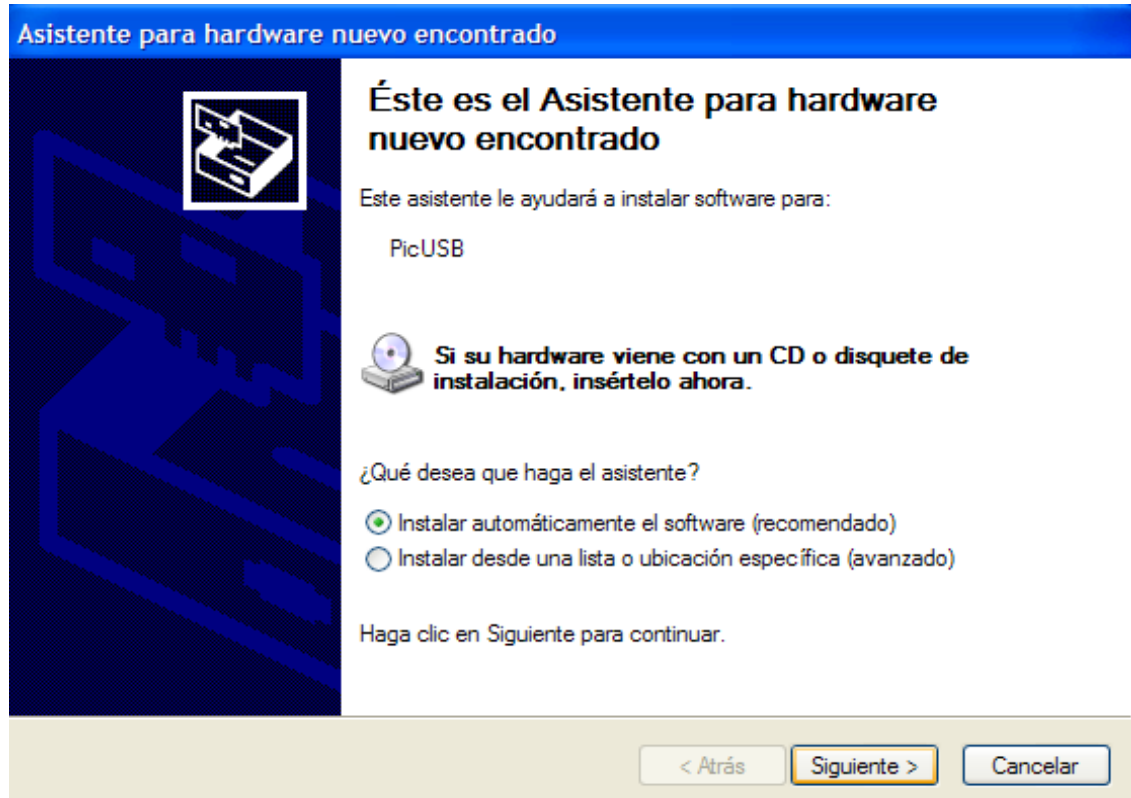 Asistente para hardware nuevo encontrado
Éste es el Asistente para hardware
nuevo encontrado
Este asistente le ayudará a instalar software para:
PicUSB
Si su hardware viene con un CD o disquete de
instalación, insértelo ahora.
¿Qué desea que haga el asistente?
Instalar automáticamente el software (recomendado)
Instalar desde una lista o ubicación específica (avanzado)
Haga clic en Siguiente para continuar.
< Atrás Siguiente > Cancelar